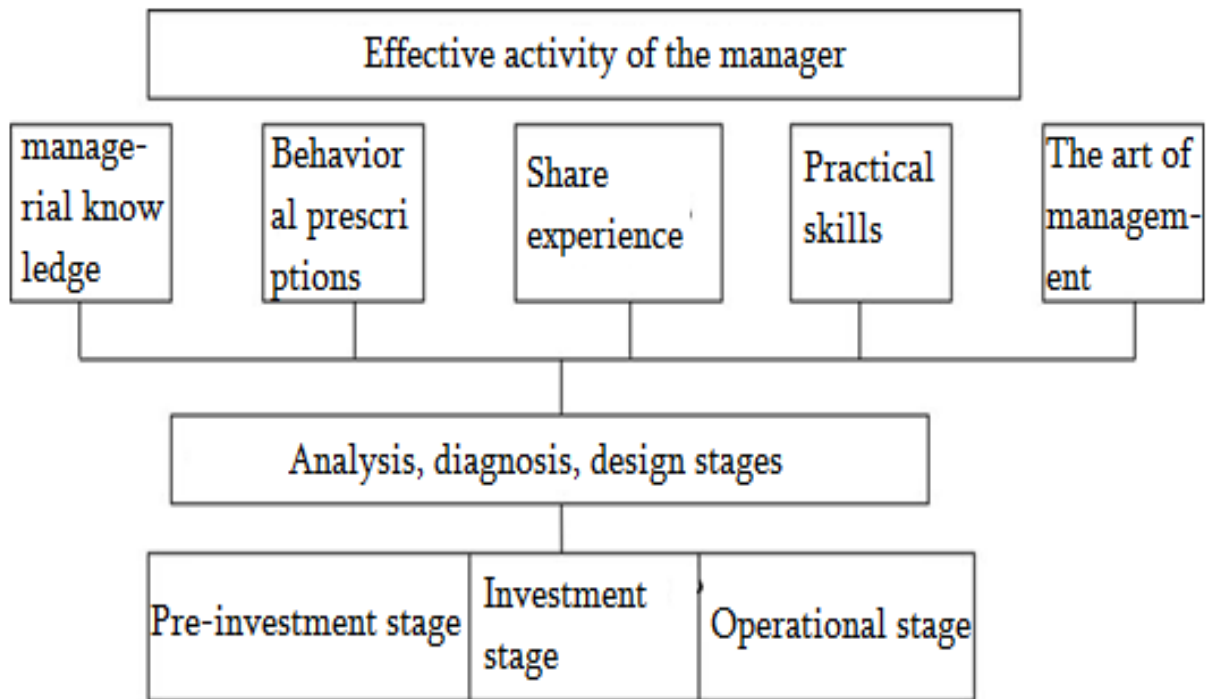 Effective activity of the manager
manage-
rial know
ledge
Behavior
al prescri
ptions
Share
experience
Practical
skills
The art of
managem-
ent
Analysis, diagnosis, design stages
Pre-investment stage
Investment
stage
Operational stage